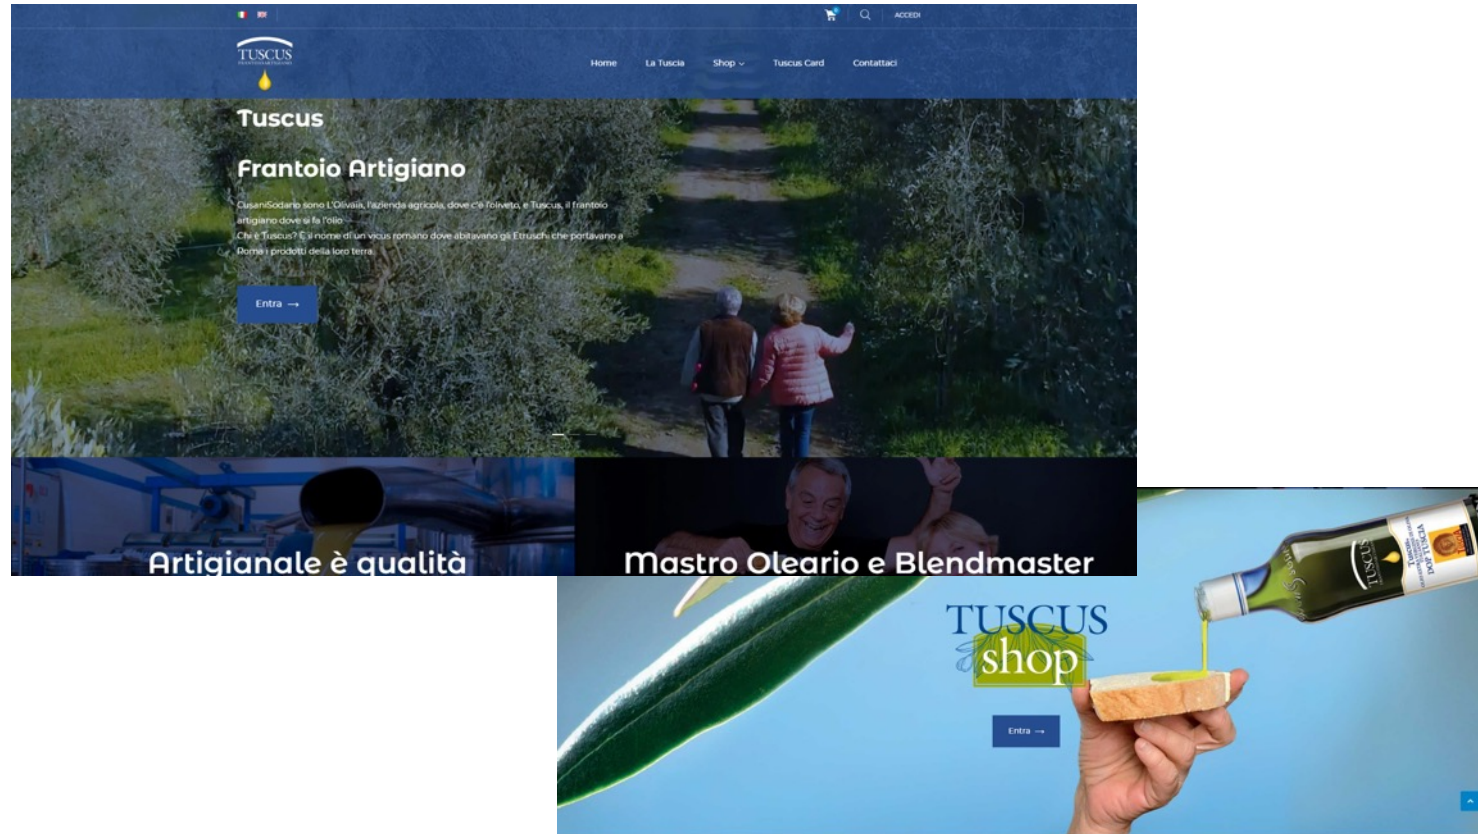 ACCEDI
TUSCUS
Home
La Tuscia
Shop
Tuscus Card
Contattaci
Tuscus
Frantoio Artigiano
CusaniSodano sono L'Olivaia, l'azienda agricola, dove c'è l'oliveto, e Tuscus, il frantoio
artigiano dove si fa l'olio
Chi è Tuscus? È il nome di un vicus romano dove abitavano gli Etruschi che portavano a
Roma i prodotti della loro terra.
Entra →
Artigianale è qualità
Mastro Oleario e Blendmaster
TUSCUS
shop
Entra →
TUSCUS
DOP TUSCIA